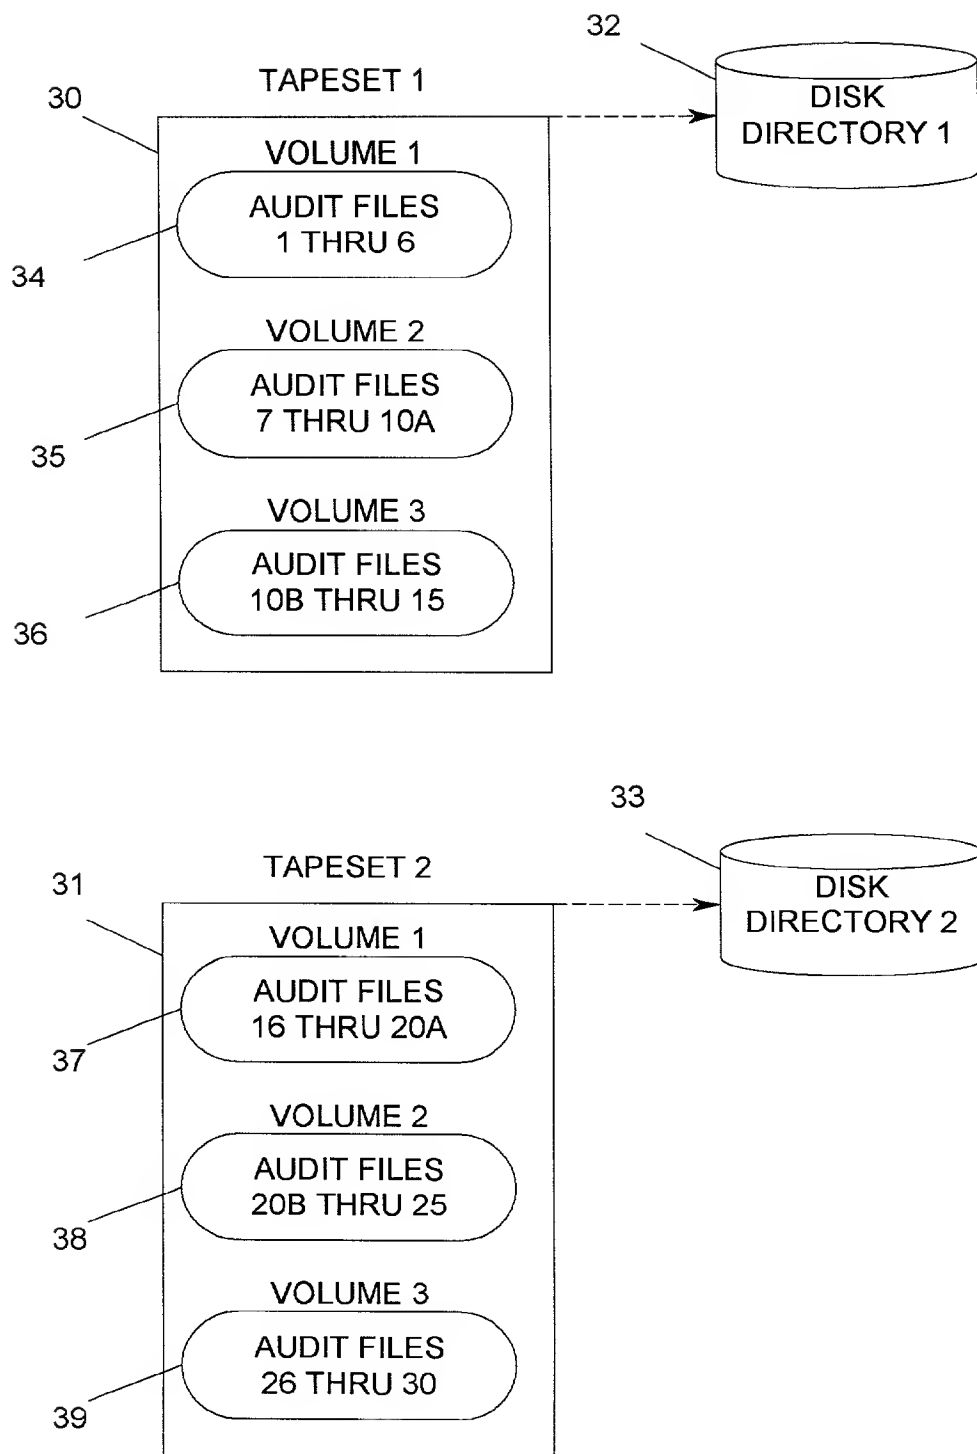 32
TAPESET 1
30
DISK
DIRECTORY 1
VOLUME 1
AUDIT FILES
1 THRU 6
34
VOLUME 2
AUDIT FILES
7 THRU 10A
35
VOLUME 3
AUDIT FILES
10B THRU 15
36
33
TAPESET 2
31
DISK
DIRECTORY 2
VOLUME 1
AUDIT FILES
16 THRU 20A
37
VOLUME 2
AUDIT FILES
20B THRU 25
38
VOLUME 3
AUDIT FILES
26 THRU 30
39